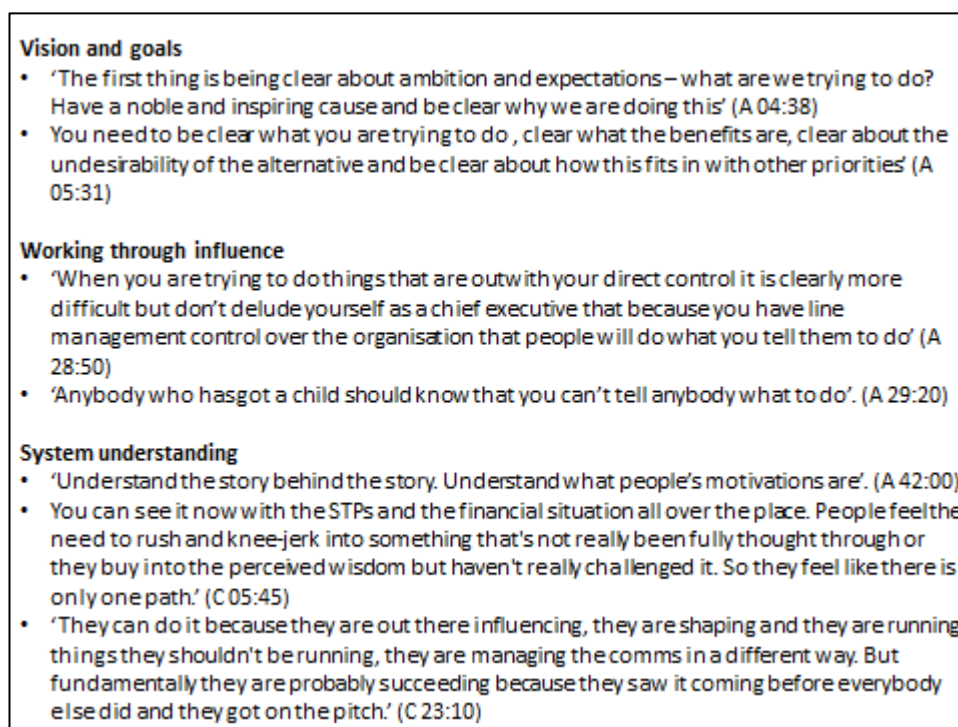 Vision and goals
• ‘The first thing is being clear about ambition and expectations – what are we trying to do?
Have a noble and inspiring cause and be clear why we are doing this’ (A 04:38)
• You need to be clear what you are trying to do , clear what the benefits are, clear about the
undesirability of the alternative and be clear about how this fits in with other priorities’ (A
05:31)
Working through influence
• ‘When you are trying to do things that are outwith your direct control it is clearly more
difficult but don’t delude yourself as a chief executive that because you have line
management control over the organisation that people will do what you tell them to do’ (A
28:50)
• ‘Anybody who has got a child should know that you can’t tell anybody what to do’. (A 29:20)
System understanding
• ‘Understand the story behind the story. Understand what people’s motivations are’. (A 42:00)
• You can see it now with the STPs and the financial situation all over the place. People feel the
need to rush and knee-jerk into something that's not really been fully thought through or
they buy into the perceived wisdom but haven't really challenged it. So they feel like there is
only one path.’ (C 05:45)
• ‘They can do it because they are out there influencing, they are shaping and they are running
things they shouldn't be running, they are managing the comms in a different way. But
fundamentally they are probably succeeding because they saw it coming before everybody
else did and they got on the pitch.’ (C 23:10)